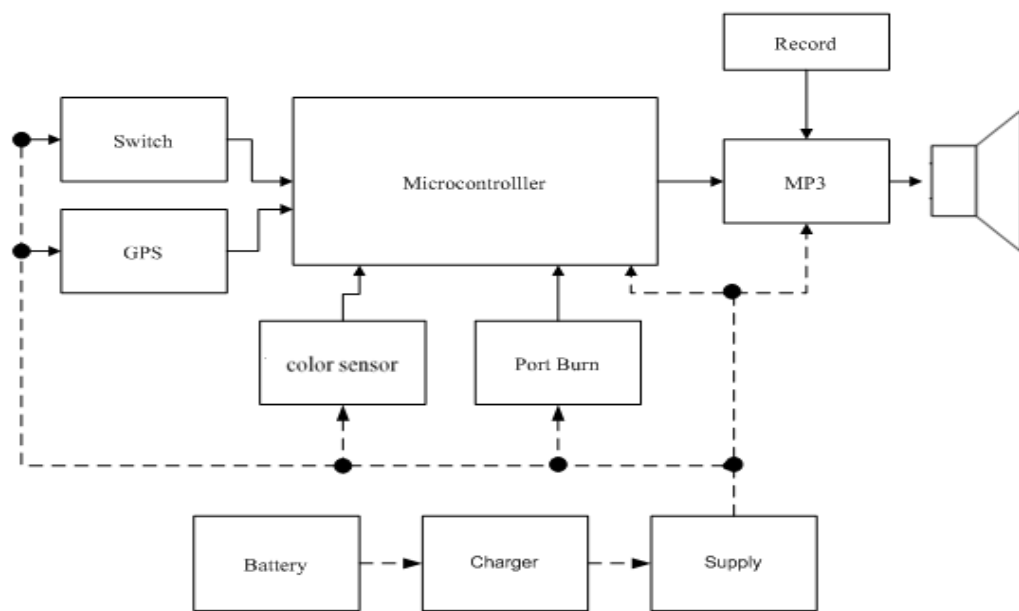 Record
Switch
Microcontrolller
MP3
GPS
color sensor
Port Burn
Battery
Charger
Supply